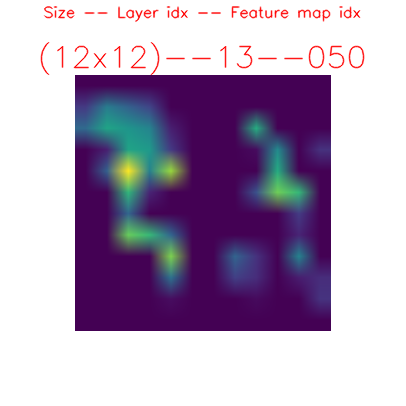 Size -- Layer idx -- Feature map idx
(12x12)--13--050